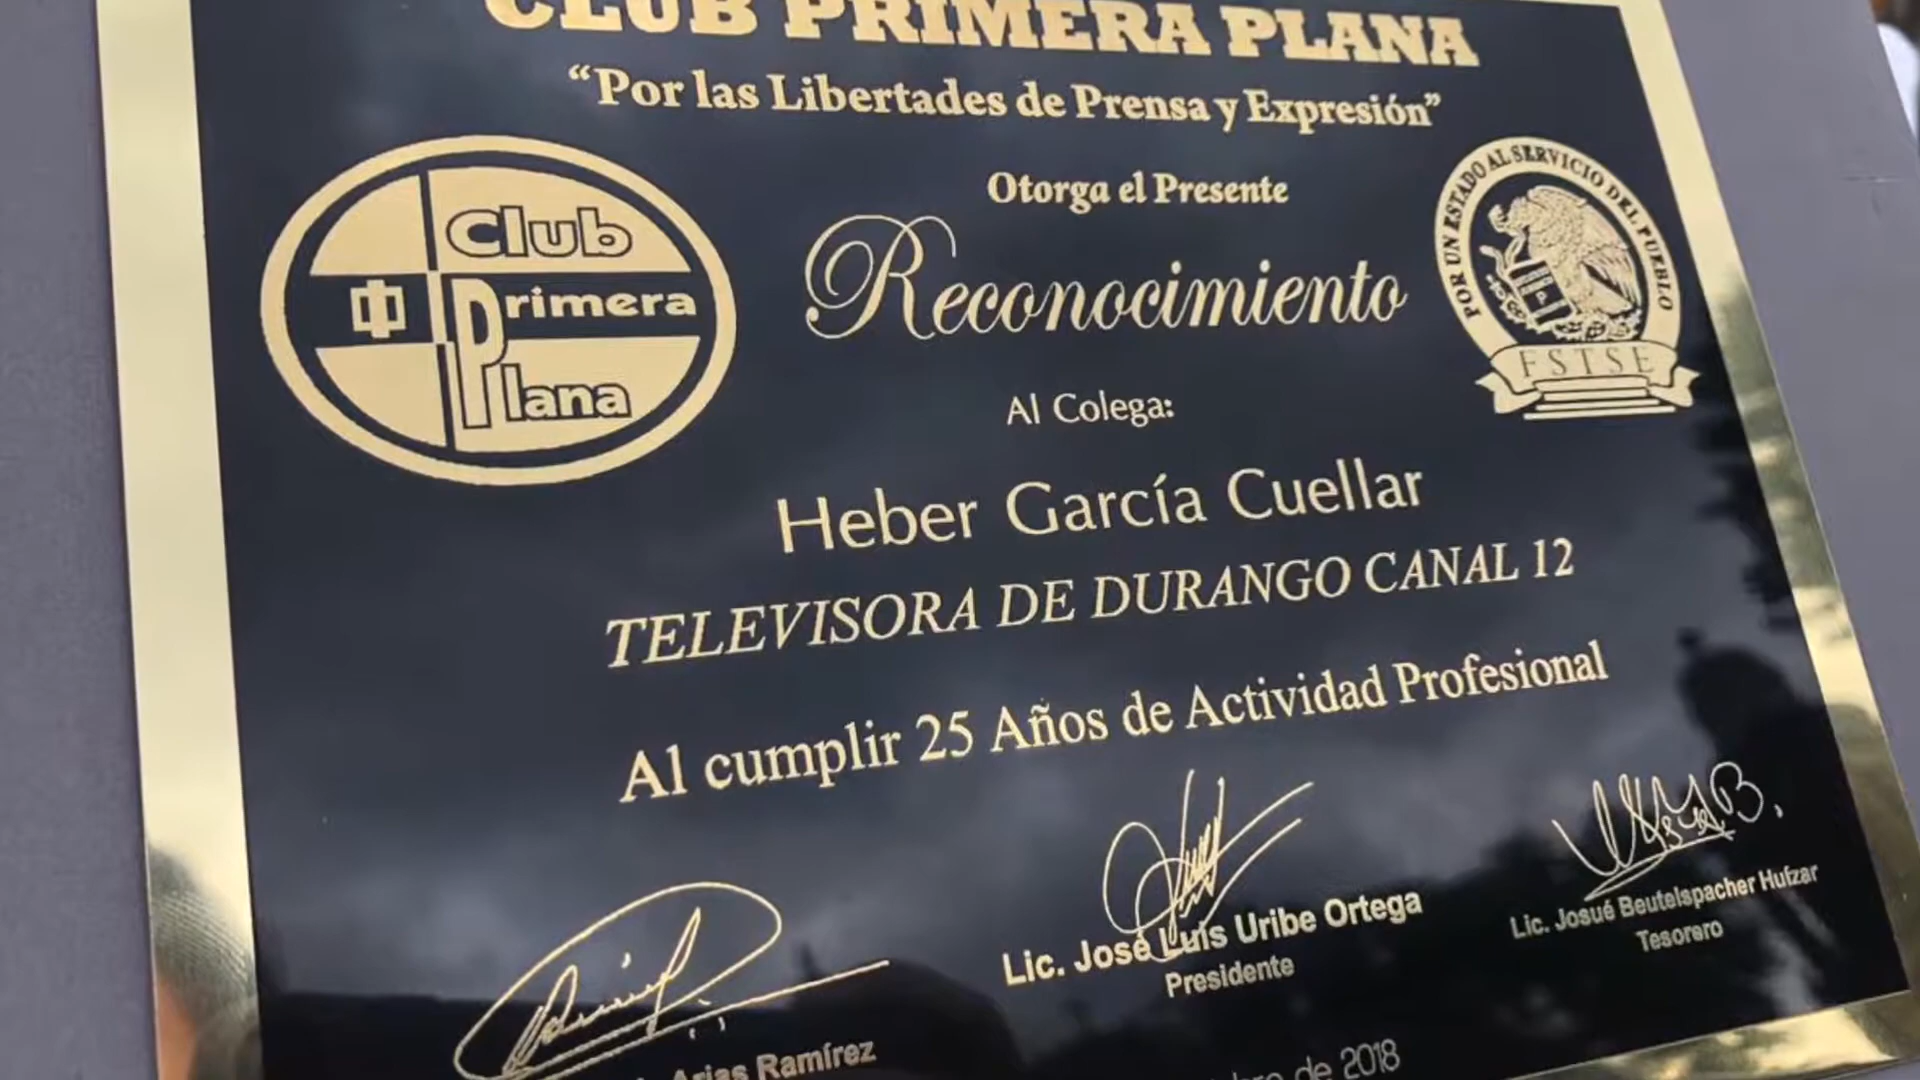 CLUB PRIMERA PLANA
“Por las Libertades de Prensa y Expresión”
Club
Primera
Plana
Otorga el Presente
Reconocimiento
POR UN ESTADO AL SERVICIO DEL PUEBLO
FSTSE
Al Colega:
Heber García Cuellar
TELEVISORA DE DURANGO CANAL 12
Al cumplir 25 Años de Actividad Profesional
Arias Ramírez
Lic. José Luis Uribe Ortega
Presidente
Lic. Josué Beutelspacher Huízar
Tesorero
de 2018